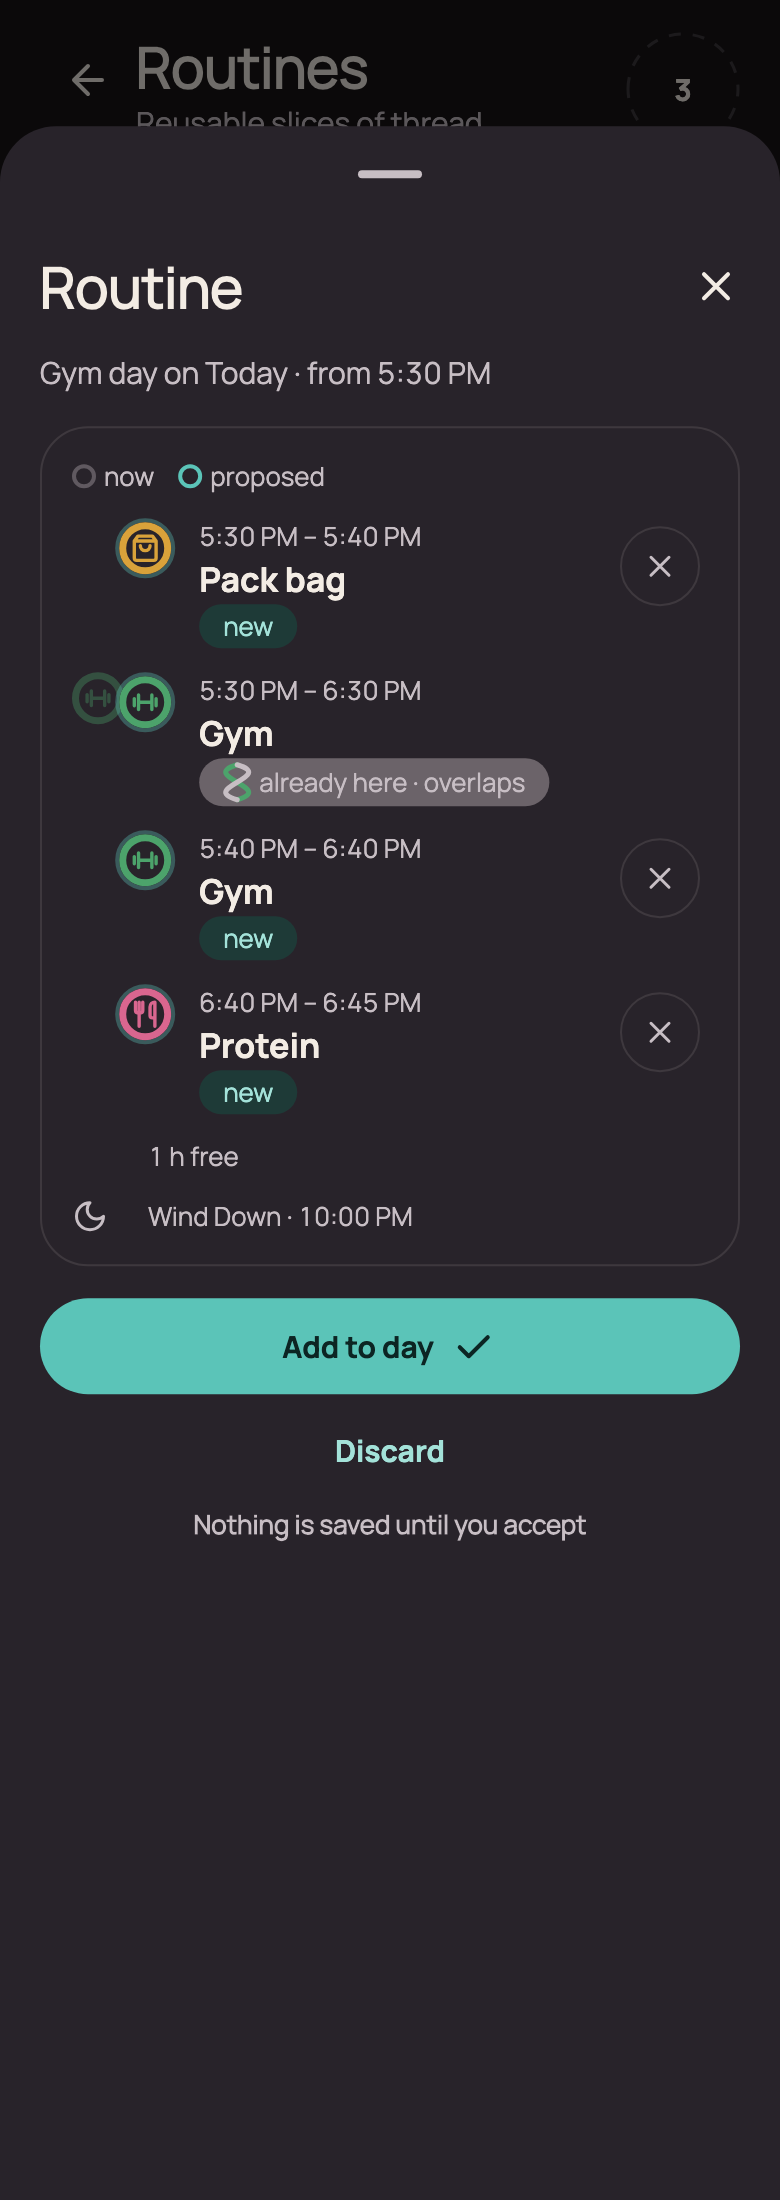 Routines
3
Reusable slices of thread
Routine
Gym day on Today · from 5:30 PM
now proposed
5:30 PM – 5:40 PM
Pack bag
new
5:30 PM – 6:30 PM
Gym
already here · overlaps
5:40 PM – 6:40 PM
Gym
new
6:40 PM – 6:45 PM
Protein
new
1 h free
Wind Down · 10:00 PM
Add to day
Discard
Nothing is saved until you accept